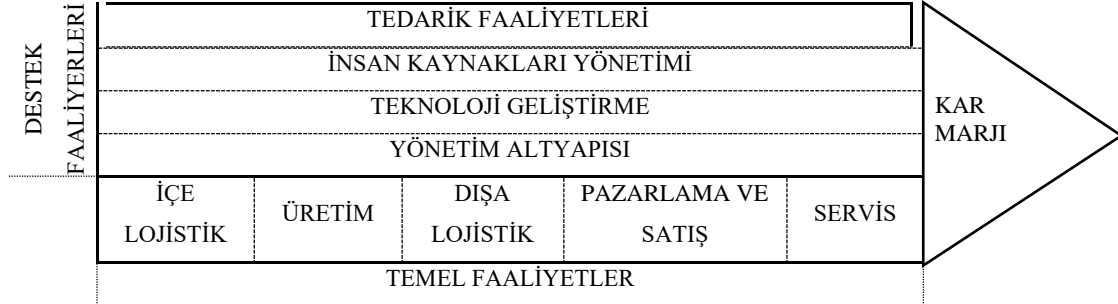 DESTEK
FAALİYERLERİ
TEDARİK FAALİYETLERİ
İNSAN KAYNAKLARI YÖNETİMİ
TEKNOLOJİ GELİŞTİRME
YÖNETİM ALTYAPISI
KAR
MARJI
İÇE
LOJİSTİK
ÜRETİM
DIŞA
LOJİSTİK
PAZARLAMA VE
SATIŞ
SERVİS
TEMEL FAALİYETLER